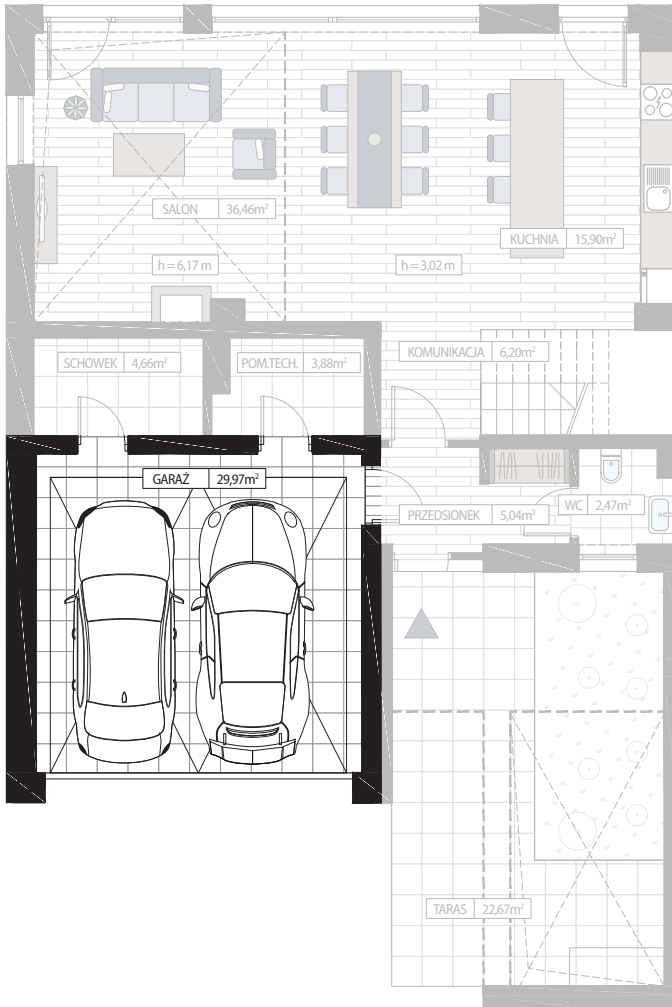 SALON 36,46m²
KUCHNIA 15,90m²
h = 6,17 m
h = 3,02 m
SCHOWEK 4,66m²
POM.TECH. 3,88m²
KOMUNIKACJA 6,20m²
GARAŻ 29,97m²
WC 2,47m²
PRZEDSIONEK 5,04m²
TARAS 22,67m²